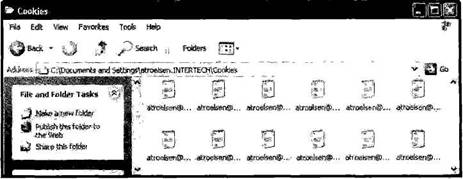 Cookies
File Edit View Favorites Tools Help
Back Search Folders
Address C:\Documents and Settings\atroelsen.INTERTECH\Cookies Go
File and Folder Tasks
Make a new folder
Publish this folder to
the Web
Share this folder
atroelsen@... atroelsen@... atroelsen@... atroelsen@... atroelsen@... atroelsen@...
atroelsen@... atroelsen@... atroelsen@... atroelsen@... atroelsen@... atroelsen@...